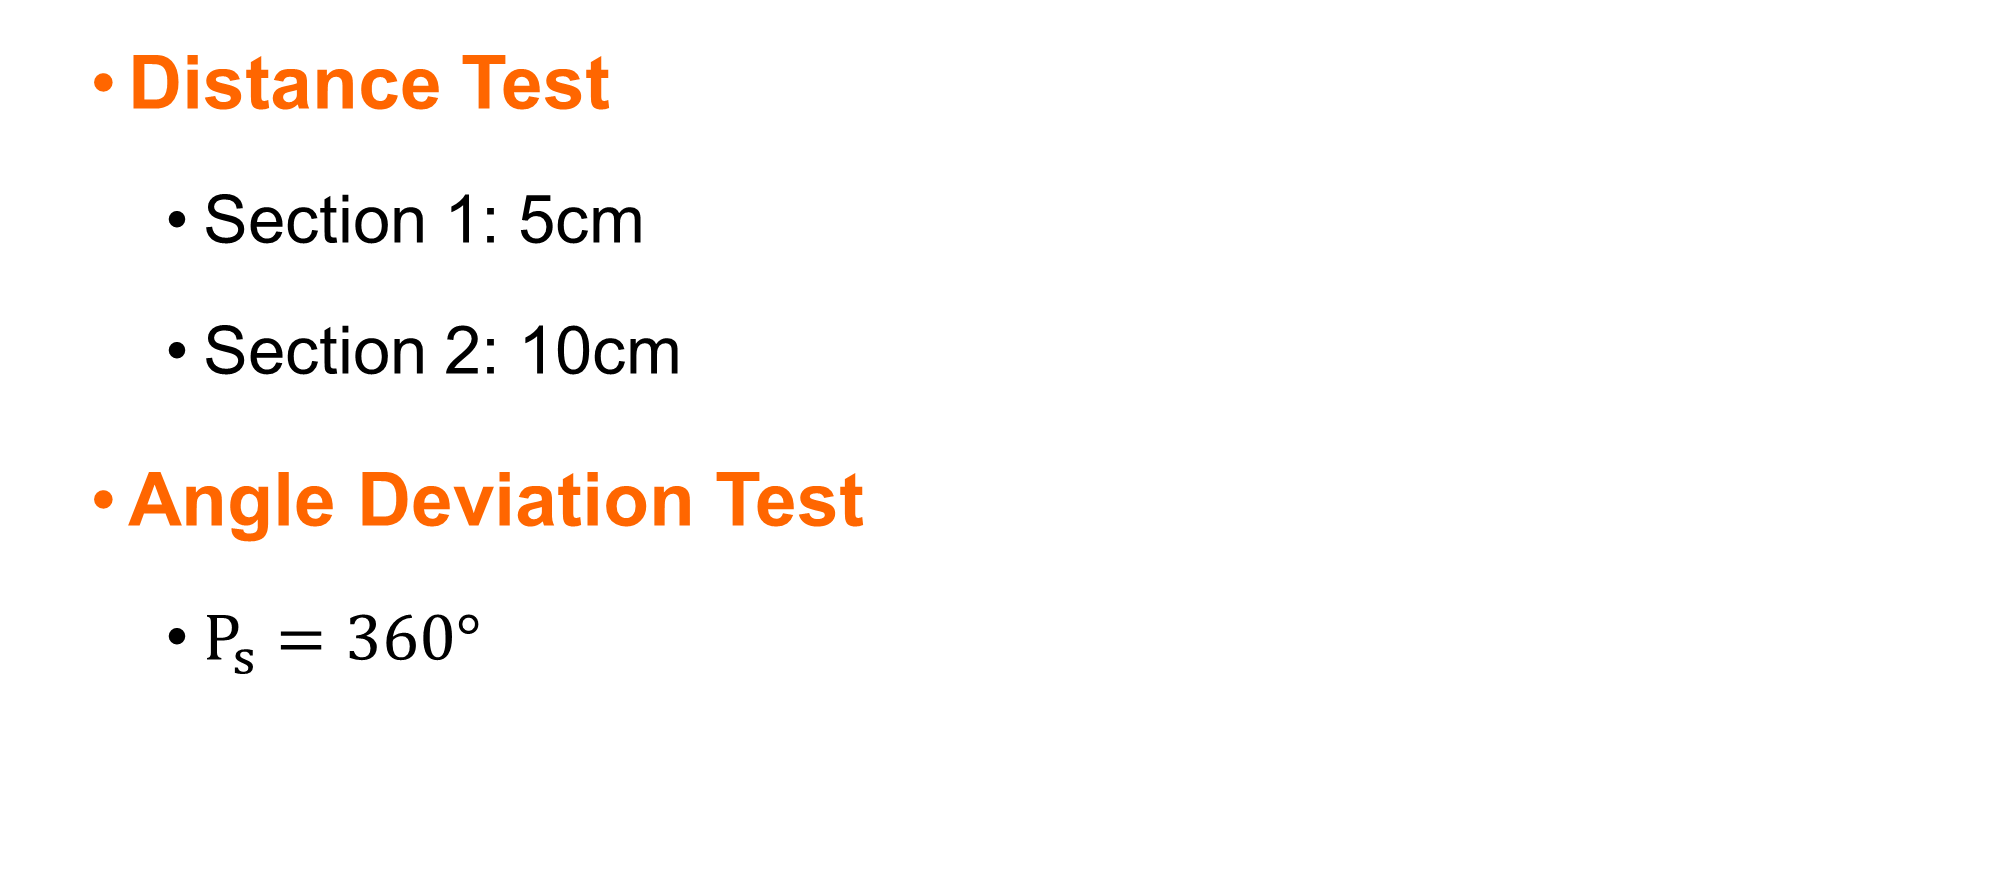 • Distance Test
• Section 1: 5cm
• Section 2: 10cm
• Angle Deviation Test
• Pₛ = 360°